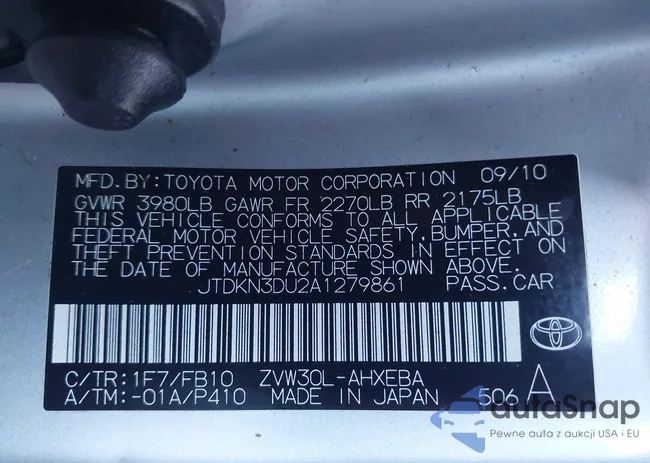 MFD.BY:TOYOTA MOTOR CORPORATION 09/10
GVWR 3980LB GAWR FR 2270LB RR 2175LB
THIS VEHICLE CONFORMS TO ALL APPLICABLE
FEDERAL MOTOR VEHICLE SAFETY,BUMPER,AND
THEFT PREVENTION STANDARDS IN EFFECT ON
THE DATE OF MANUFACTURE SHOWN ABOVE.
JTDKN3DU2A1279861 PASS.CAR
C/TR:1F7/FB10 ZVW30L-AHXEBA
A/TM:-01A/P410 MADE IN JAPAN 506 A
autoSnap
Pewne auta z aukcji USA i EU